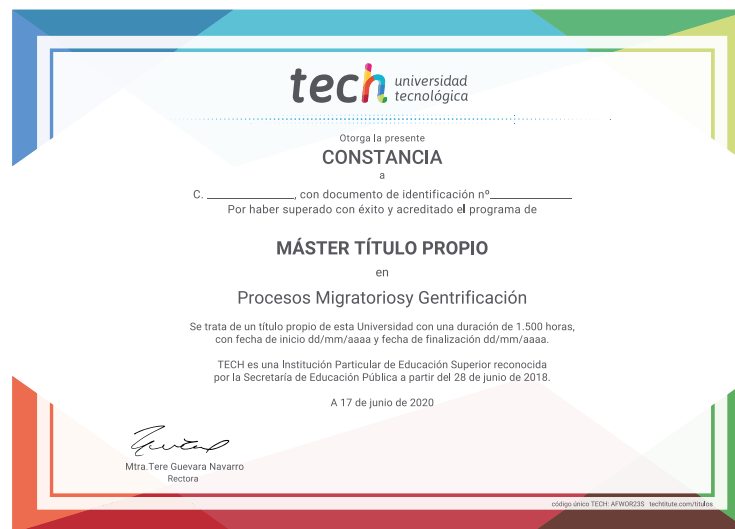 tech universidad
tecnológica
Otorga la presente
CONSTANCIA
a
C. ________________, con documento de identificación nº______________
Por haber superado con éxito y acreditado el programa de
MÁSTER TÍTULO PROPIO
en
Procesos Migratoriosy Gentrificación
Se trata de un título propio de esta Universidad con una duración de 1.500 horas,
con fecha de inicio dd/mm/aaaa y fecha de finalización dd/mm/aaaa.
TECH es una Institución Particular de Educación Superior reconocida
por la Secretaría de Educación Pública a partir del 28 de junio de 2018.
A 17 de junio de 2020
Mtra.Tere Guevara Navarro
Rectora
código único TECH: AFWOR23S techtitute.com/titulos